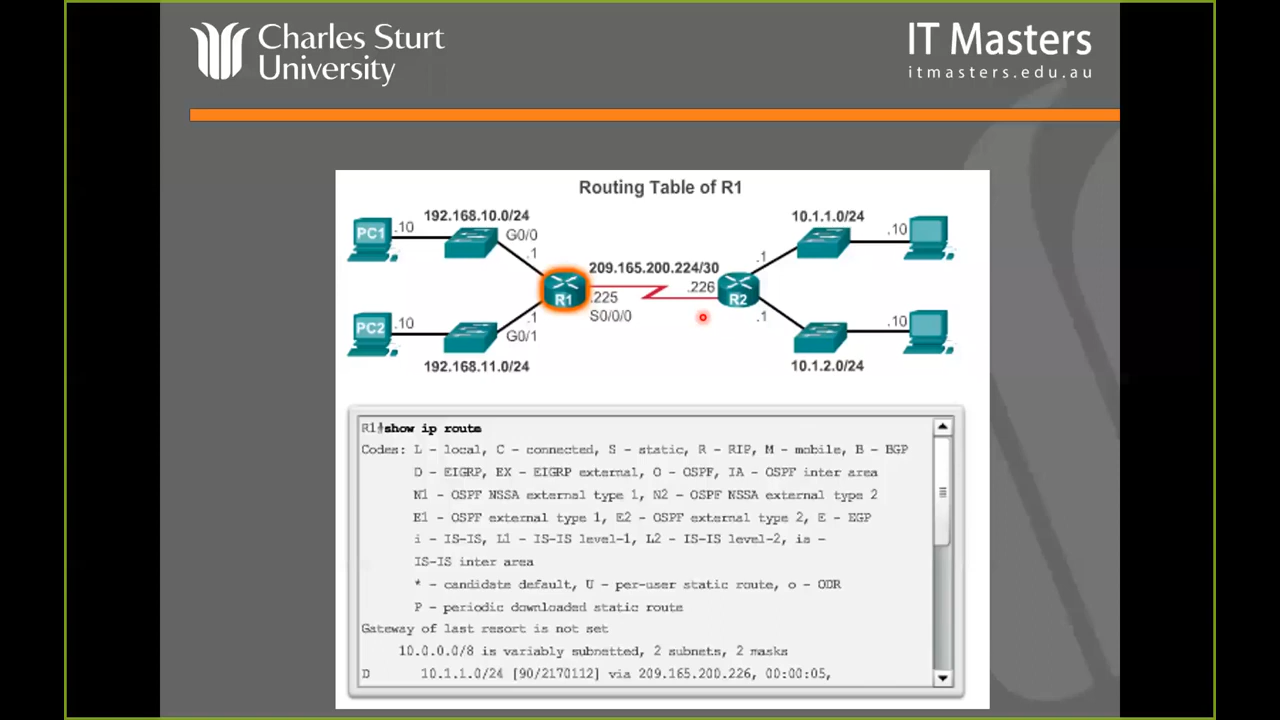 Charles Sturt
University
IT Masters
itmasters.edu.au
Routing Table of R1
192.168.10.0/24
10.1.1.0/24
PC1
.10
G0/0
.10
.1
.1
209.165.200.224/30
.226
R1
.225
R2
S0/0/0
PC2
.10
.1
.1
.10
G0/1
192.168.11.0/24
10.1.2.0/24
R1#show ip route
Codes: L - local, C - connected, S - static, R - RIP, M - mobile, B - BGP
D - EIGRP, EX - EIGRP external, O - OSPF, IA - OSPF inter area
N1 - OSPF NSSA external type 1, N2 - OSPF NSSA external type 2
E1 - OSPF external type 1, E2 - OSPF external type 2, E - EGP
i - IS-IS, L1 - IS-IS level-1, L2 - IS-IS level-2, ia -
IS-IS inter area
* - candidate default, U - per-user static route, o - ODR
P - periodic downloaded static route
Gateway of last resort is not set
10.0.0.0/8 is variably subnetted, 2 subnets, 2 masks
D 10.1.1.0/24 [90/2170112] via 209.165.200.226, 00:00:05,